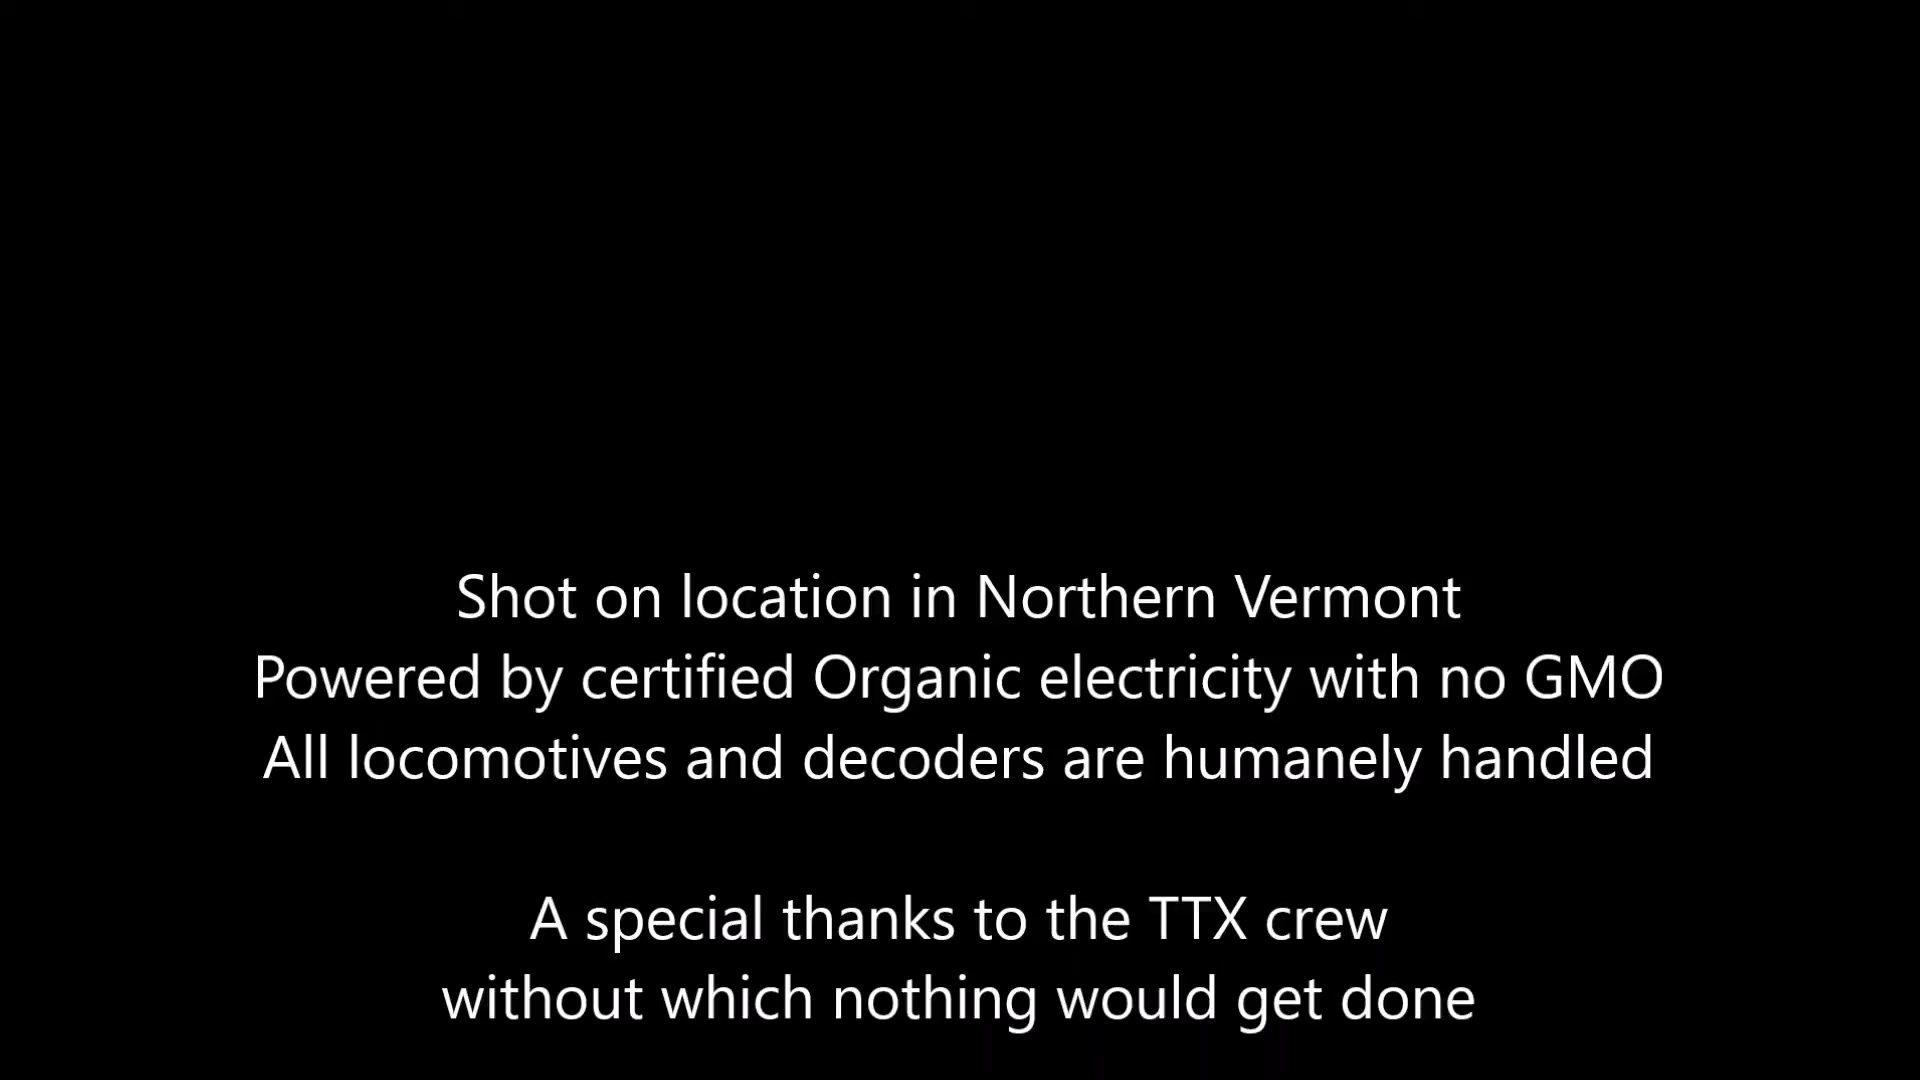 Shot on location in Northern Vermont
Powered by certified Organic electricity with no GMO
All locomotives and decoders are humanely handled
A special thanks to the TTX crew
without which nothing would get done